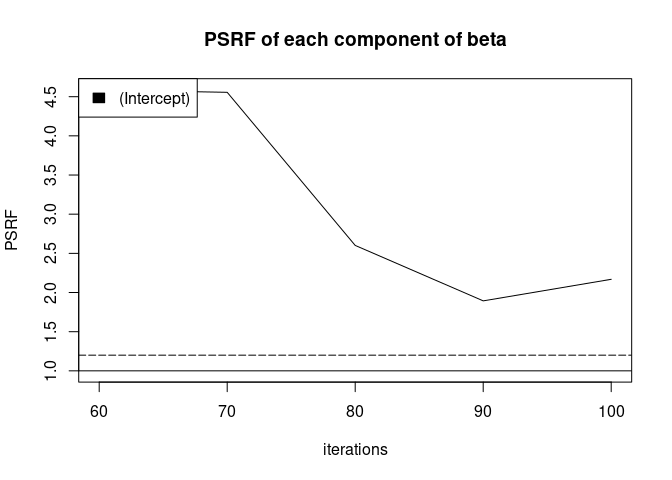 PSRF of each component of beta
(Intercept)
PSRF
4.5
4.0
3.5
3.0
2.5
2.0
1.5
1.0
60 70 80 90 100
iterations